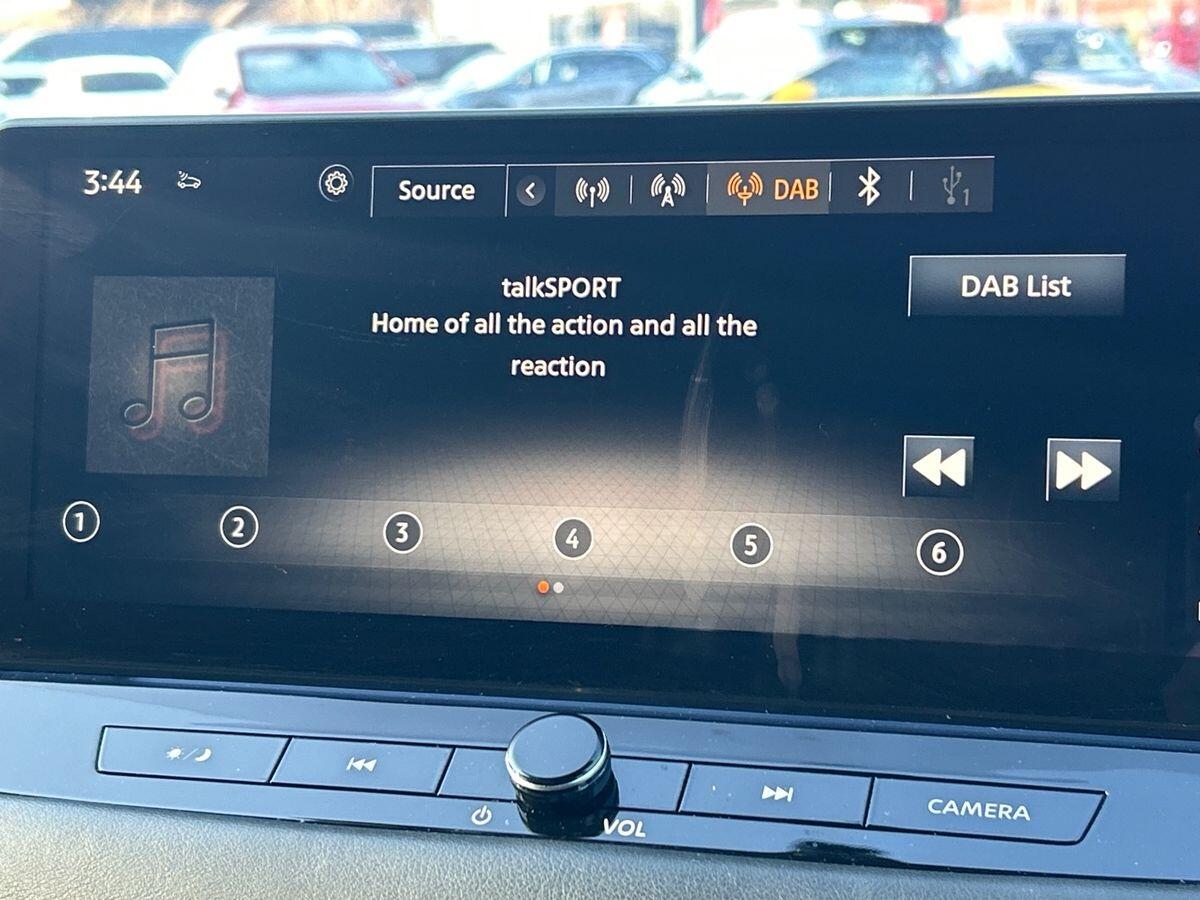 3:44
Source
DAB
1
talkSPORT
DAB List
Home of all the action and all the
reaction
1 2 3 4 5 6
VOL
CAMERA